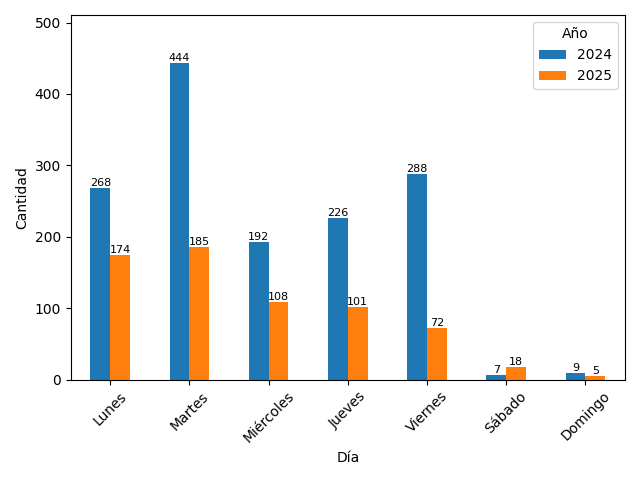 500
400
300
200
100
0
Cantidad
Año
2024
2025
268
174
444
185
192
108
226
101
288
72
7
18
9
5
Lunes
Martes
Miércoles
Jueves
Viernes
Sábado
Domingo
Día